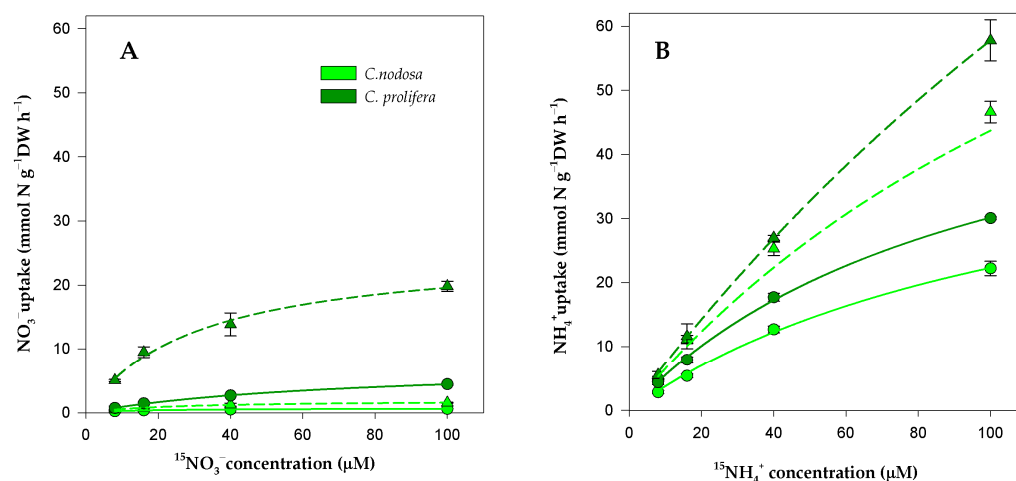 A
B
C.nodosa
C. prolifera
NO₃⁻uptake (mmol N g⁻¹DW h⁻¹)
60
50
40
30
20
10
0
0 20 40 60 80 100
¹⁵NO₃⁻concentration (µM)
NH₄⁺uptake (mmol N g⁻¹DW h⁻¹)
60
50
40
30
20
10
0
0 20 40 60 80 100
¹⁵NH₄⁺ concentration (µM)